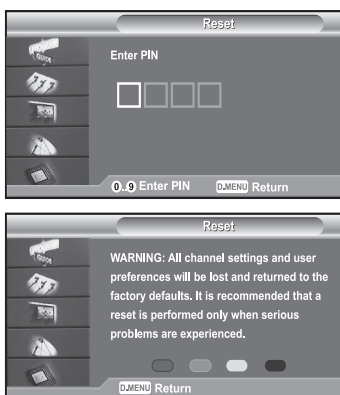 Reset
GUIDE
Enter PIN
0..9 Enter PIN D.MENU Return
Reset
GUIDE
WARNING: All channel settings and user
preferences will be lost and returned to the
factory defaults. It is recommended that a
reset is performed only when serious
problems are experienced.
D.MENU Return